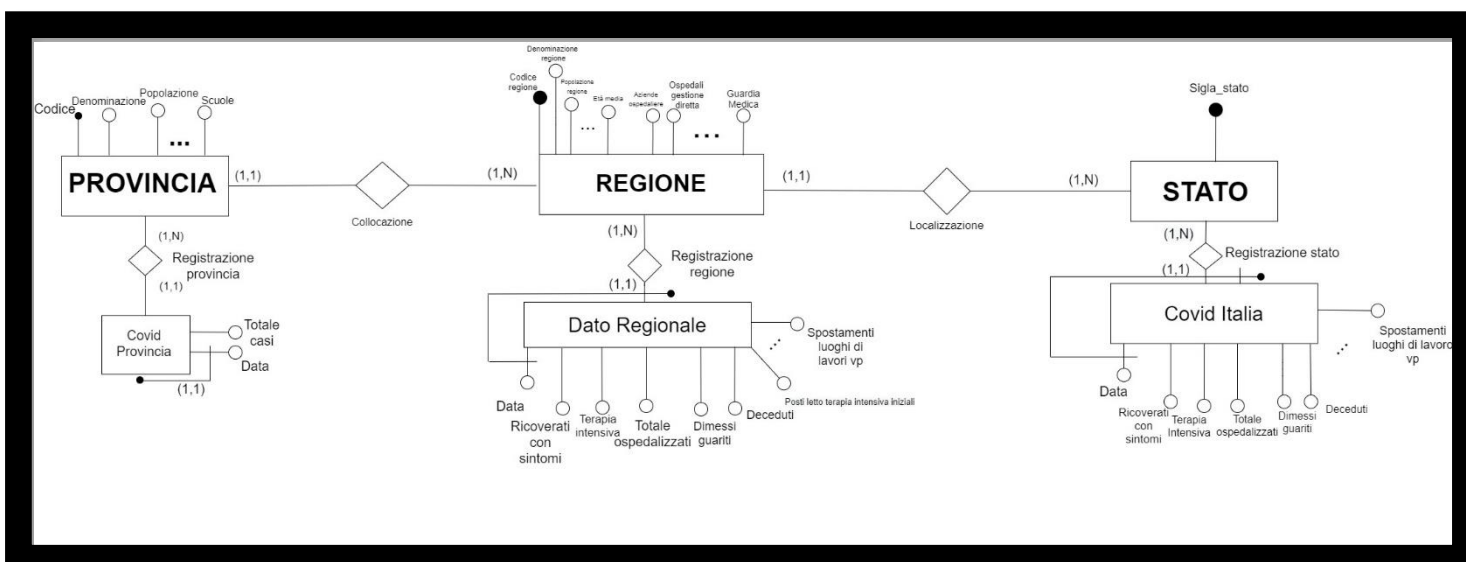 Codice
Denominazione
Popolazione
Scuole
...
PROVINCIA
(1,1)
Collocazione
(1,N)
Codice
regione
Denominazione
regione
Popolazione
regione
...
Età media
Aziende
ospedaliere
Ospedali
gestione
diretta
...
Guardia
Medica
REGIONE
(1,1)
Localizzazione
(1,N)
Sigla_stato
STATO
(1,N)
Registrazione
provincia
(1,1)
Covid
Provincia
Totale
casi
Data
(1,1)
(1,N)
Registrazione
regione
(1,1)
Dato Regionale
Data
Ricoverati
con
sintomi
Terapia
intensiva
Totale
ospedalizzati
Dimessi
guariti
Deceduti
Posti letto terapia intensiva iniziali
...
Spostamenti
luoghi di
lavori vp
(1,N)
Registrazione stato
(1,1)
Covid Italia
Data
Ricoverati
con
sintomi
Terapia
Intensiva
Totale
ospedalizzati
Dimessi
guariti
Deceduti
...
Spostamenti
luoghi di lavoro
vp